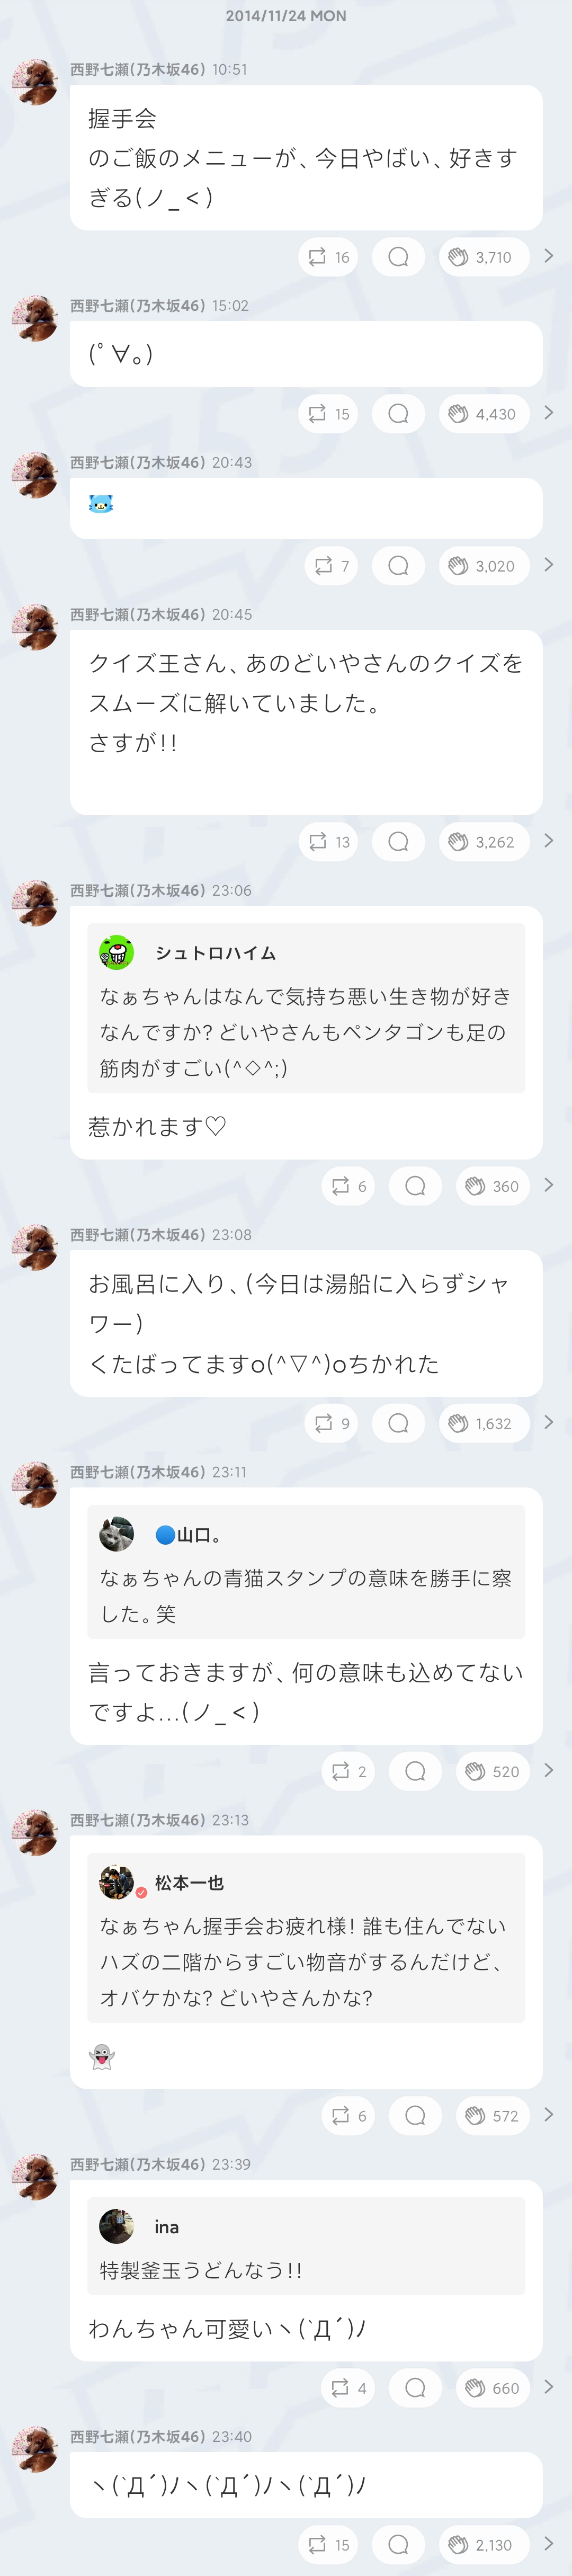 2014/11/24 MON
西野七瀬(乃木坂46) 10:51
握手会
のご飯のメニューが、今日やばい、好きす
ぎる(ノ_<)
16 3,710
西野七瀬(乃木坂46) 15:02
(ﾟ∀｡)
15 4,430
西野七瀬(乃木坂46) 20:43
7 3,020
西野七瀬(乃木坂46) 20:45
クイズ王さん、あのどいやさんのクイズを
スムーズに解いていました。
さすが!!
13 3,262
西野七瀬(乃木坂46) 23:06
シュトロハイム
なぁちゃんはなんで気持ち悪い生き物が好き
なんですか?どいやさんもペンタゴンも足の
筋肉がすごい(^◇^;)
惹かれます♡
6 360
西野七瀬(乃木坂46) 23:08
お風呂に入り、(今日は湯船に入らずシャ
ワー)
くたばってますo(^▽^)oちかれた
9 1,632
西野七瀬(乃木坂46) 23:11
🔵山口。
なぁちゃんの青猫スタンプの意味を勝手に察
した。笑
言っておきますが、何の意味も込めてない
ですよ...(ノ_<)
2 520
西野七瀬(乃木坂46) 23:13
松本一也
なぁちゃん握手会お疲れ様!誰も住んでない
ハズの二階からすごい物音がするんだけど、
オバケかな?どいやさんかな?
👻
6 572
西野七瀬(乃木坂46) 23:39
ina
特製釜玉うどんなう!!
わんちゃん可愛いヽ(`Д´)ﾉ
4 660
西野七瀬(乃木坂46) 23:40
ヽ(`Д´)ﾉヽ(`Д´)ﾉヽ(`Д´)ﾉ
15 2,130